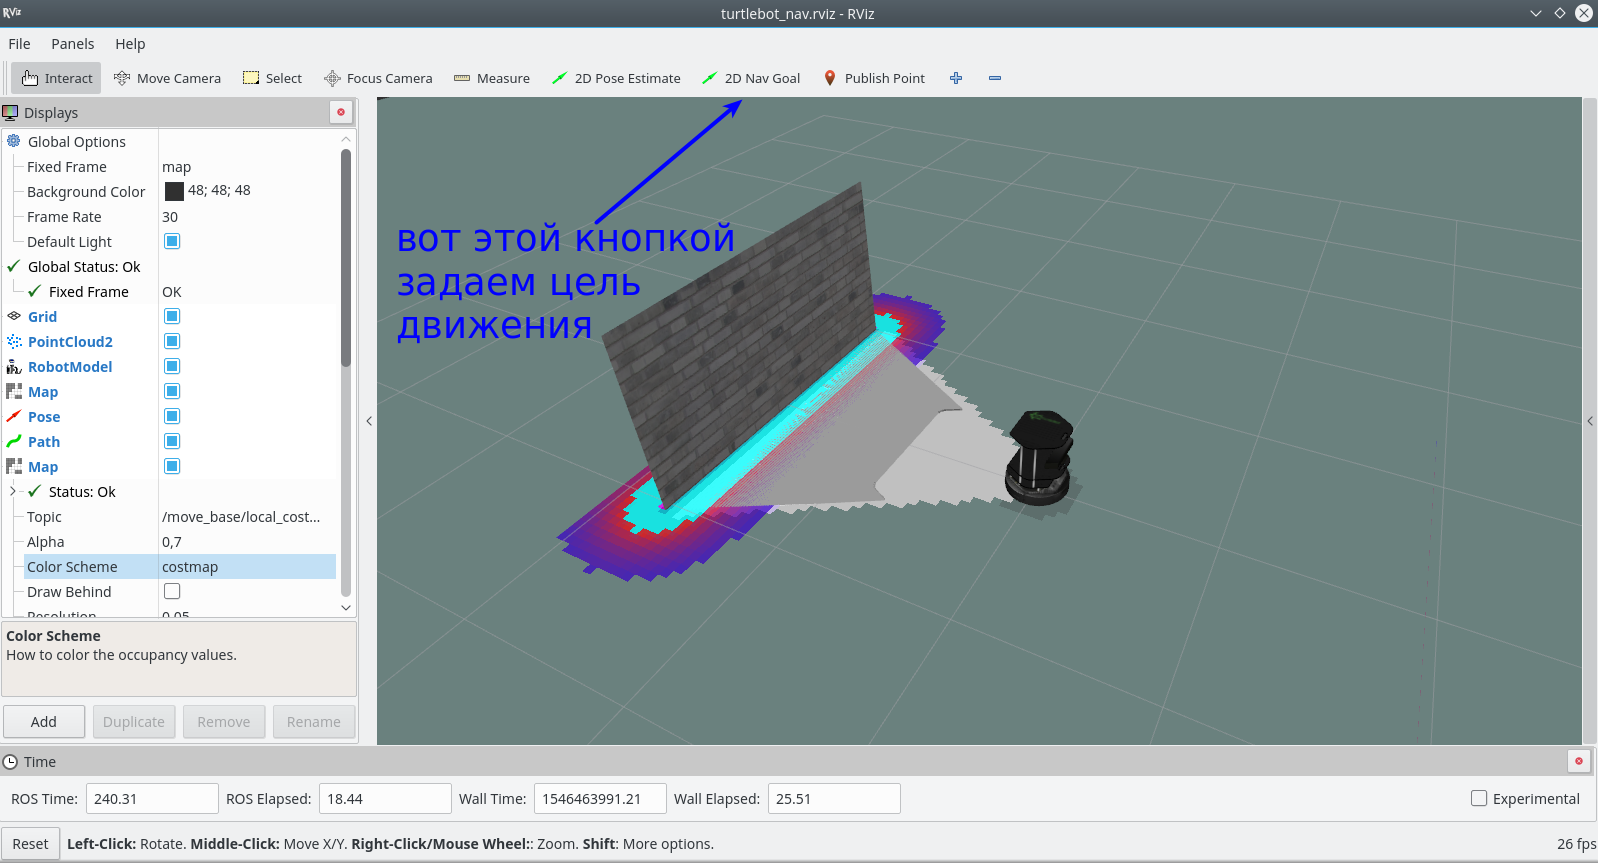 RViz
turtlebot_nav.rviz - RViz
File Panels Help
Interact Move Camera Select Focus Camera Measure 2D Pose Estimate 2D Nav Goal Publish Point
Displays
Global Options
Fixed Frame map
Background Color 48; 48; 48
Frame Rate 30
Default Light
Global Status: Ok
Fixed Frame OK
Grid
PointCloud2
RobotModel
Map
Pose
Path
Map
Status: Ok
Topic /move_base/local_cost...
Alpha 0,7
Color Scheme costmap
Draw Behind
Resolution 0.05
Color Scheme
How to color the occupancy values.
Add Duplicate Remove Rename
вот этой кнопкой
задаем цель
движения
Time
ROS Time: 240.31 ROS Elapsed: 18.44 Wall Time: 1546463991.21 Wall Elapsed: 25.51 Experimental
Reset Left-Click: Rotate. Middle-Click: Move X/Y. Right-Click/Mouse Wheel:: Zoom. Shift: More options. 26 fps